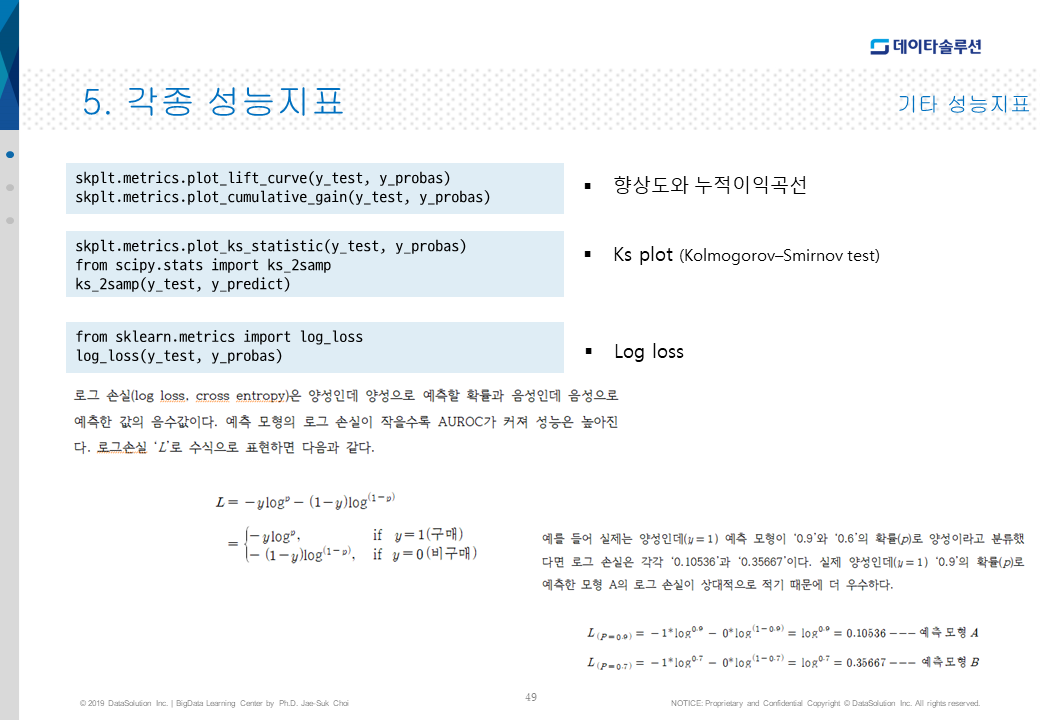 데이타솔루션
5. 각종 성능지표
기타 성능지표
skplt.metrics.plot_lift_curve(y_test, y_probas)
skplt.metrics.plot_cumulative_gain(y_test, y_probas)
▪ 향상도와 누적이익곡선
skplt.metrics.plot_ks_statistic(y_test, y_probas)
from scipy.stats import ks_2samp
ks_2samp(y_test, y_predict)
▪ Ks plot (Kolmogorov–Smirnov test)
from sklearn.metrics import log_loss
log_loss(y_test, y_probas)
▪ Log loss
로그 손실(log loss, cross entropy)은 양성인데 양성으로 예측할 확률과 음성인데 음성으로
예측한 값의 음수값이다. 예측 모형의 로그 손실이 작을수록 AUROC가 커져 성능은 높아진
다. 로그손실 ‘L’로 수식으로 표현하면 다음과 같다.
L = −y log^p − (1−y)log^(1−p)
= { −y log^p, if y=1(구매)
− (1−y)log^(1−p), if y=0(비구매)
예를 들어 실제는 양성인데(y=1) 예측 모형이 ‘0.9’와 ‘0.6’의 확률(p)로 양성이라고 분류했
다면 로그 손실은 각각 ‘0.10536’과 ‘0.35667’이다. 실제 양성인데(y=1) ‘0.9’의 확률(p)로
예측한 모형 A의 로그 손실이 상대적으로 적기 때문에 더 우수하다.
L_(P=0.9) = −1*log^0.9 − 0*log^(1−0.9) = log^0.9 = 0.10536 −−− 예측 모형 A
L_(P=0.7) = −1*log^0.7 − 0*log^(1−0.7) = log^0.7 = 0.35667 −−− 예측모형 B
© 2019 DataSolution Inc. | BigData Learning Center by Ph.D. Jae-Suk Choi
49
NOTICE: Proprietary and Confidential Copyright © DataSolution Inc. All rights reserved.